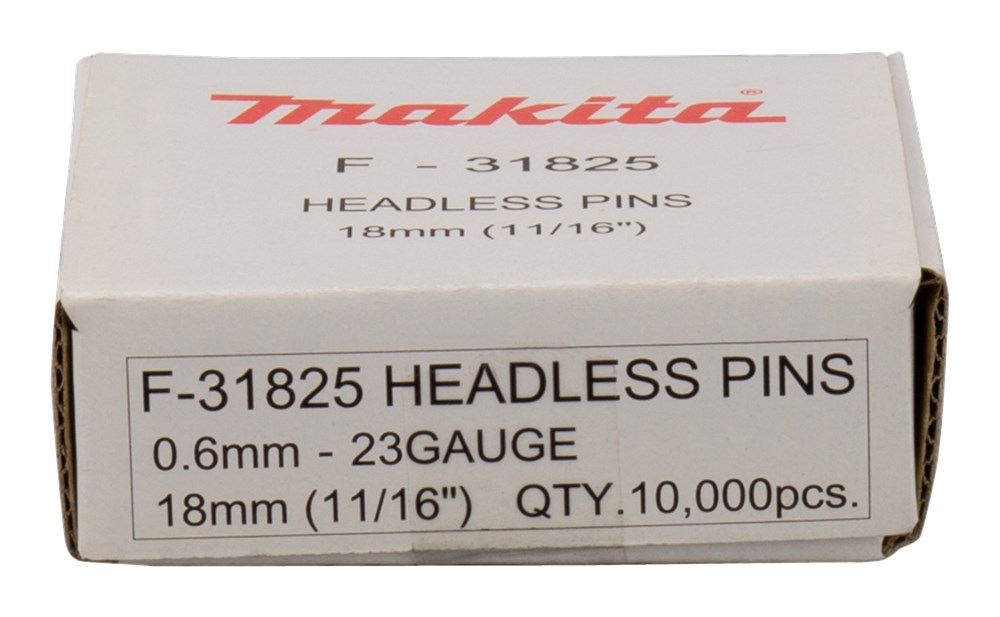 makita®
F - 31825
HEADLESS PINS
18mm (11/16")
F-31825 HEADLESS PINS
0.6mm - 23GAUGE
18mm (11/16") QTY.10,000pcs.